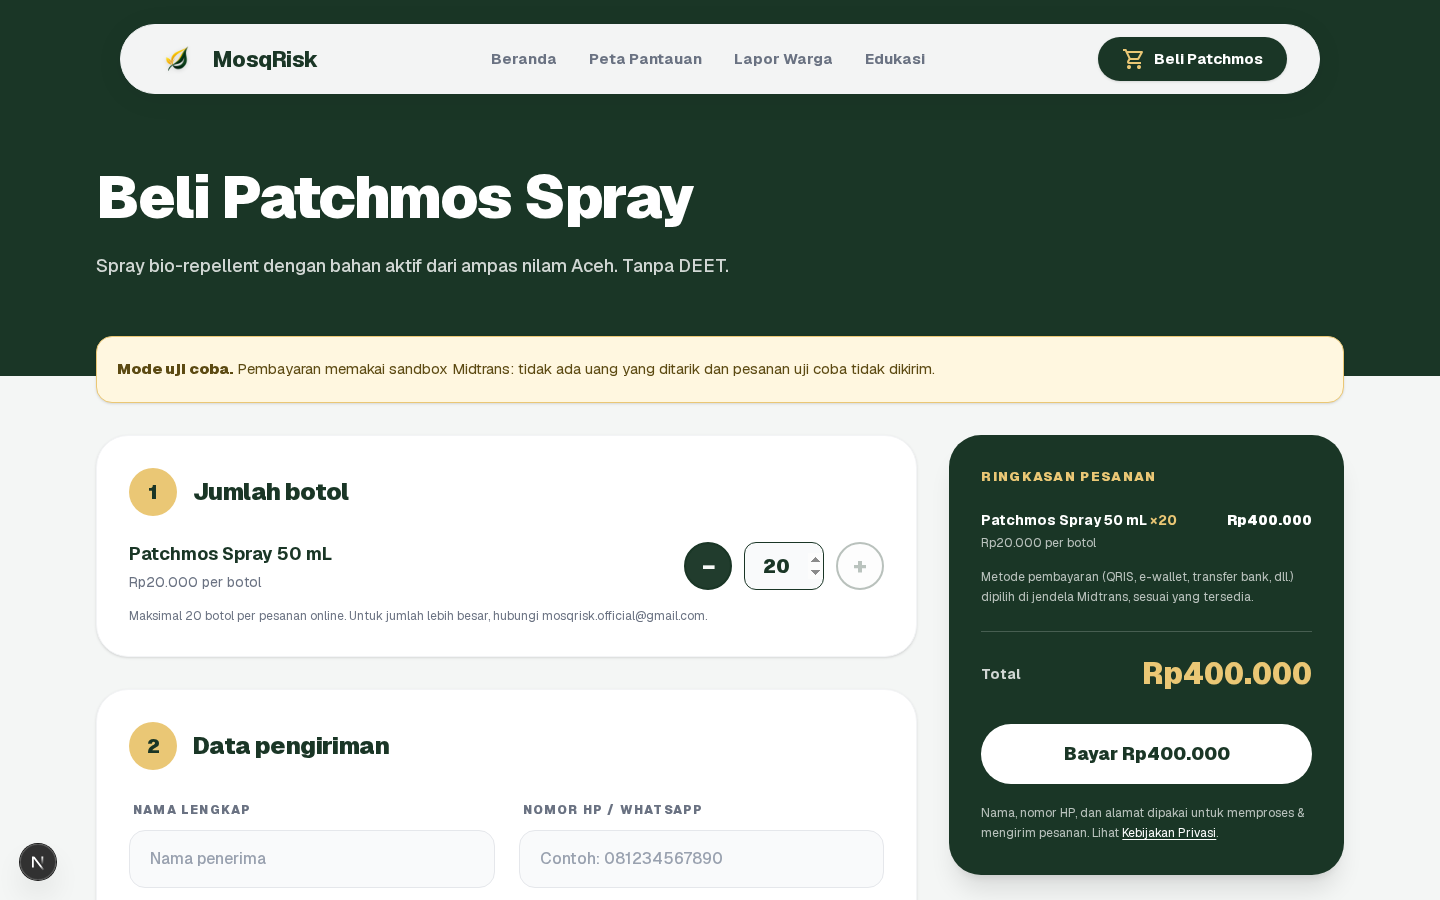 MosqRisk
Beranda
Peta Pantauan
Lapor Warga
Edukasi
Beli Patchmos
Beli Patchmos Spray
Spray bio-repellent dengan bahan aktif dari ampas nilam Aceh. Tanpa DEET.
Mode uji coba. Pembayaran memakai sandbox Midtrans: tidak ada uang yang ditarik dan pesanan uji coba tidak dikirim.
1
Jumlah botol
Patchmos Spray 50 mL
Rp20.000 per botol
−
20
+
Maksimal 20 botol per pesanan online. Untuk jumlah lebih besar, hubungi mosqrisk.official@gmail.com.
2
Data pengiriman
NAMA LENGKAP
Nama penerima
NOMOR HP / WHATSAPP
Contoh: 081234567890
RINGKASAN PESANAN
Patchmos Spray 50 mL ×20
Rp400.000
Rp20.000 per botol
Metode pembayaran (QRIS, e-wallet, transfer bank, dll.)
dipilih di jendela Midtrans, sesuai yang tersedia.
Total
Rp400.000
Bayar Rp400.000
Nama, nomor HP, dan alamat dipakai untuk memproses &
mengirim pesanan. Lihat Kebijakan Privasi.
N